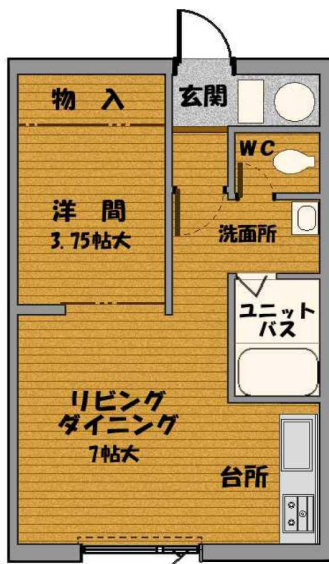 物 入
玄関
WC
洋 間
3.75帖大
洗面所
ユニット
バス
リビング
ダイニング
7帖大
台所